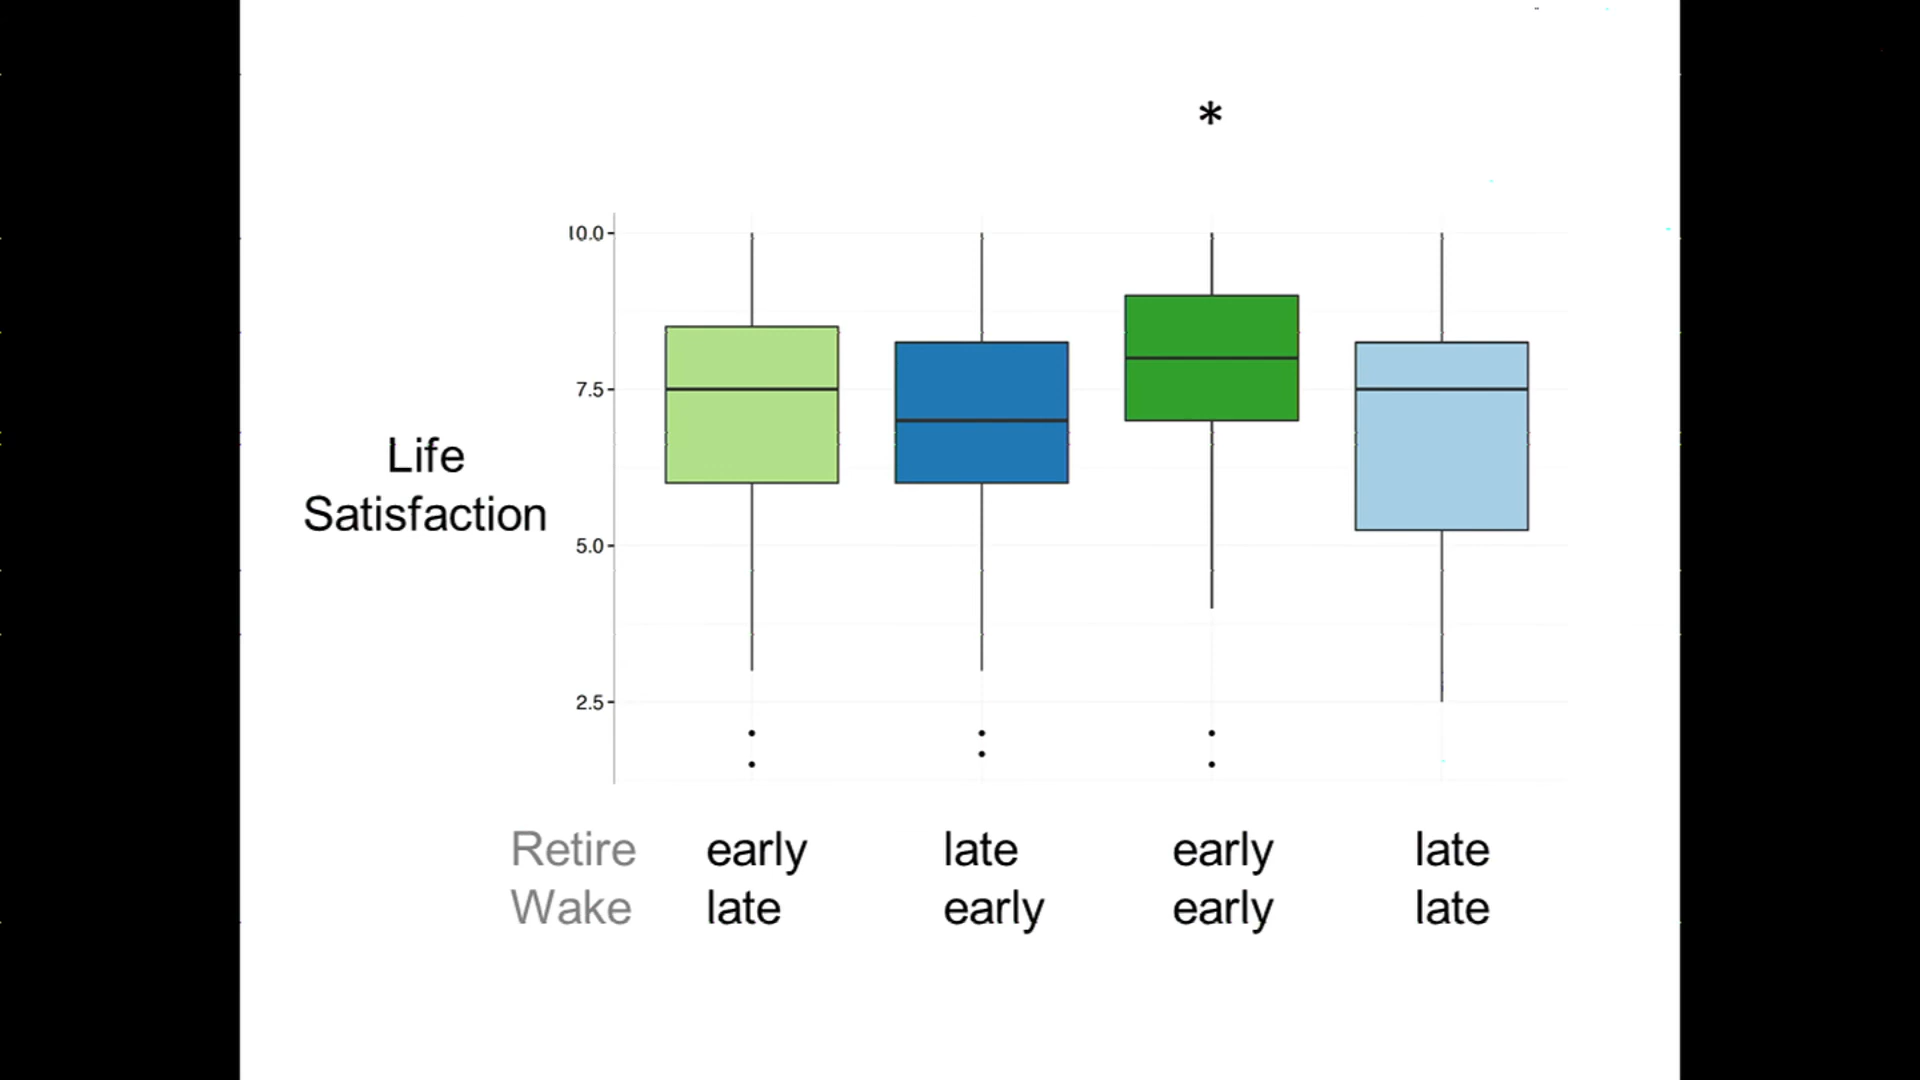 *
10.0
7.5
5.0
2.5
Life
Satisfaction
Retire early late early late
Wake late early early late